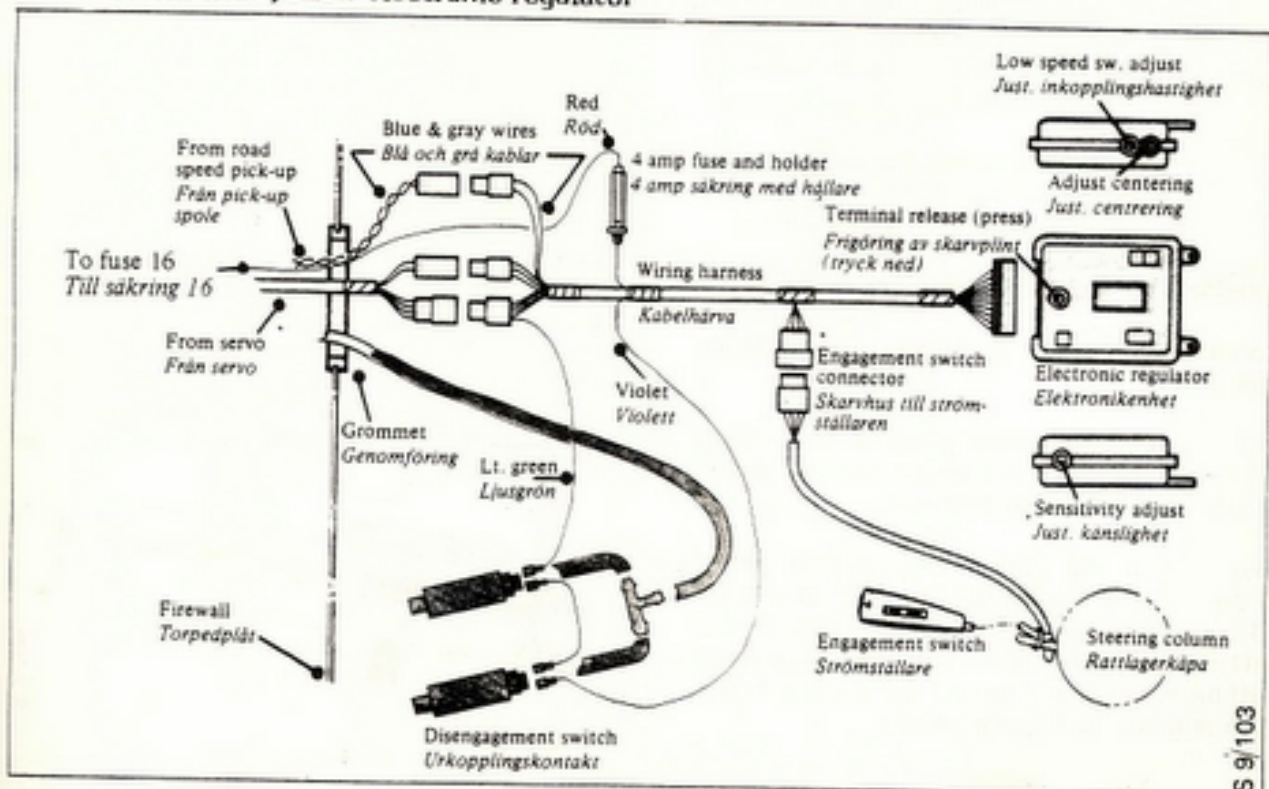 regulator
Low speed sw. adjust
Just. inkopplingshastighet
Red
Röd
Blue & gray wires
Blå och grå kablar
From road
speed pick-up
Från pick-up
spole
4 amp fuse and holder
4 amp säkring med hållare
Adjust centering
Just. centrering
Terminal release (press)
Frigöring av skarvplint
(tryck ned)
To fuse 16
Till säkring 16
Wiring harness
Kabelhärva
From servo
Från servo
Engagement switch
connector
Skarvhus till ström-
ställaren
Electronic regulator
Elektronikenhet
Violet
Violett
Grommet
Genomföring
Lt. green
Ljusgrön
Sensitivity adjust
Just. känslighet
Firewall
Torpedplåt
Engagement switch
Strömställare
Steering column
Rattlagerkåpa
Disengagement switch
Urkopplingskontakt
9/103